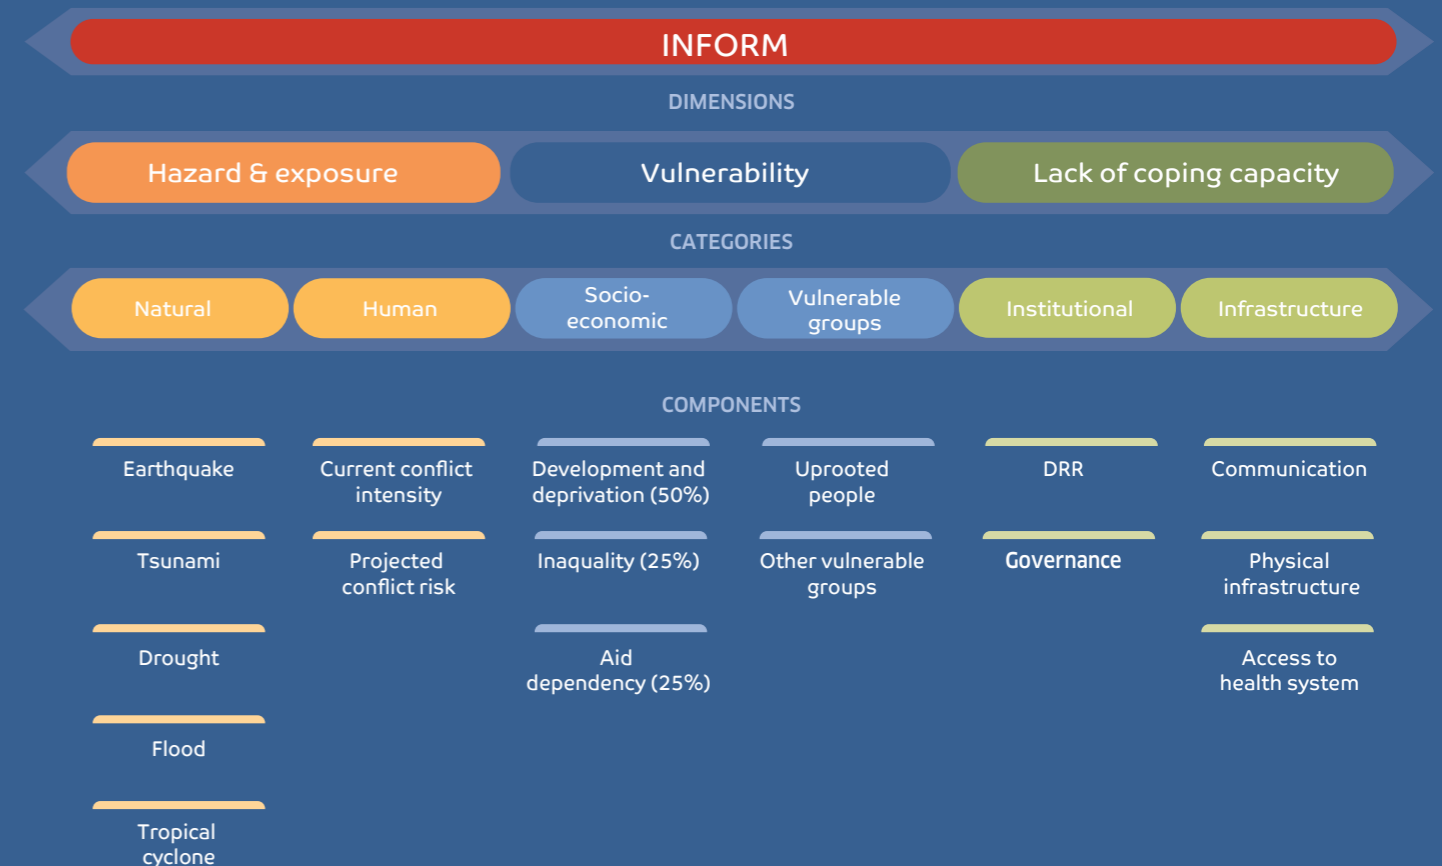 INFORM
DIMENSIONS
Hazard & exposure
Vulnerability
Lack of coping capacity
CATEGORIES
Natural
Human
Socio-
economic
Vulnerable
groups
Institutional
Infrastructure
COMPONENTS
Earthquake
Current conflict
intensity
Development and
deprivation (50%)
Uprooted
people
DRR
Communication
Tsunami
Projected
conflict risk
Inaquality (25%)
Other vulnerable
groups
Governance
Physical
infrastructure
Drought
Aid
dependency (25%)
Access to
health system
Flood
Tropical
cyclone